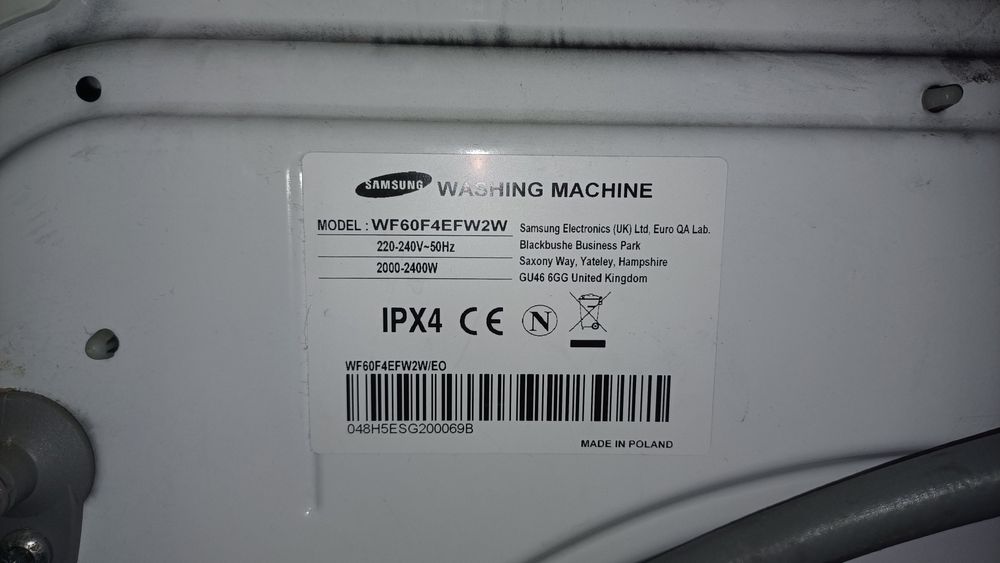 SAMSUNG WASHING MACHINE
MODEL : WF60F4EFW2W
220-240V~50Hz
2000-2400W
Samsung Electronics (UK) Ltd, Euro QA Lab.
Blackbushe Business Park
Saxony Way, Yateley, Hampshire
GU46 6GG United Kingdom
IPX4 CE N
WF60F4EFW2W/EO
048H5ESG200069B
MADE IN POLAND